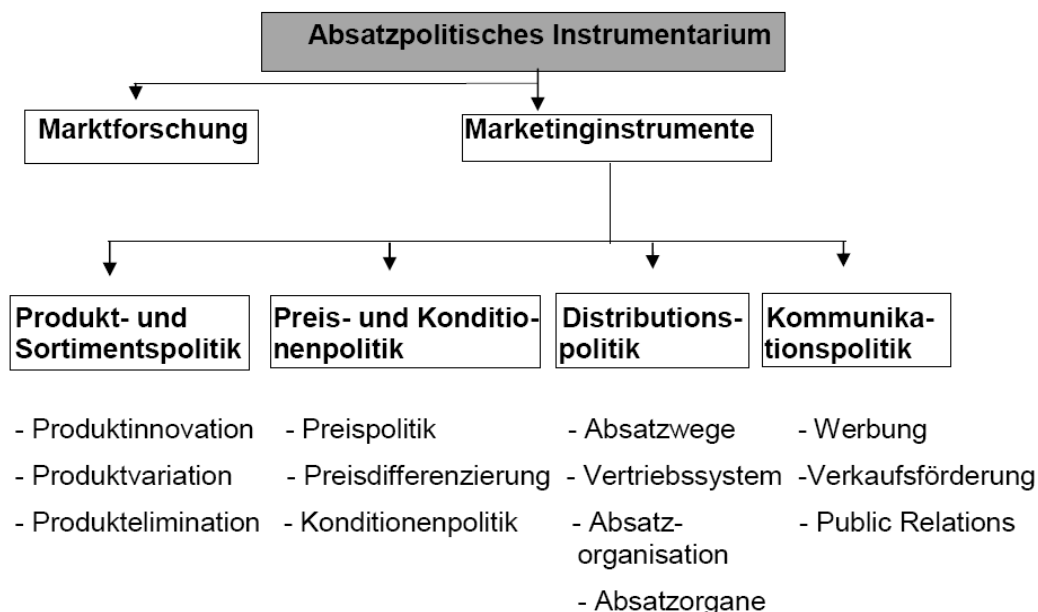 Absatzpolitisches Instrumentarium
Marktforschung
Marketinginstrumente
Produkt- und
Sortimentspolitik
Preis- und Konditio-
nenpolitik
Distributions-
politik
Kommunika-
tionspolitik
- Produktinnovation
- Produktvariation
- Produktelimination
- Preispolitik
- Preisdifferenzierung
- Konditionenpolitik
- Absatzwege
- Vertriebssystem
- Absatz-
organisation
- Absatzorgane
- Werbung
-Verkaufsförderung
- Public Relations